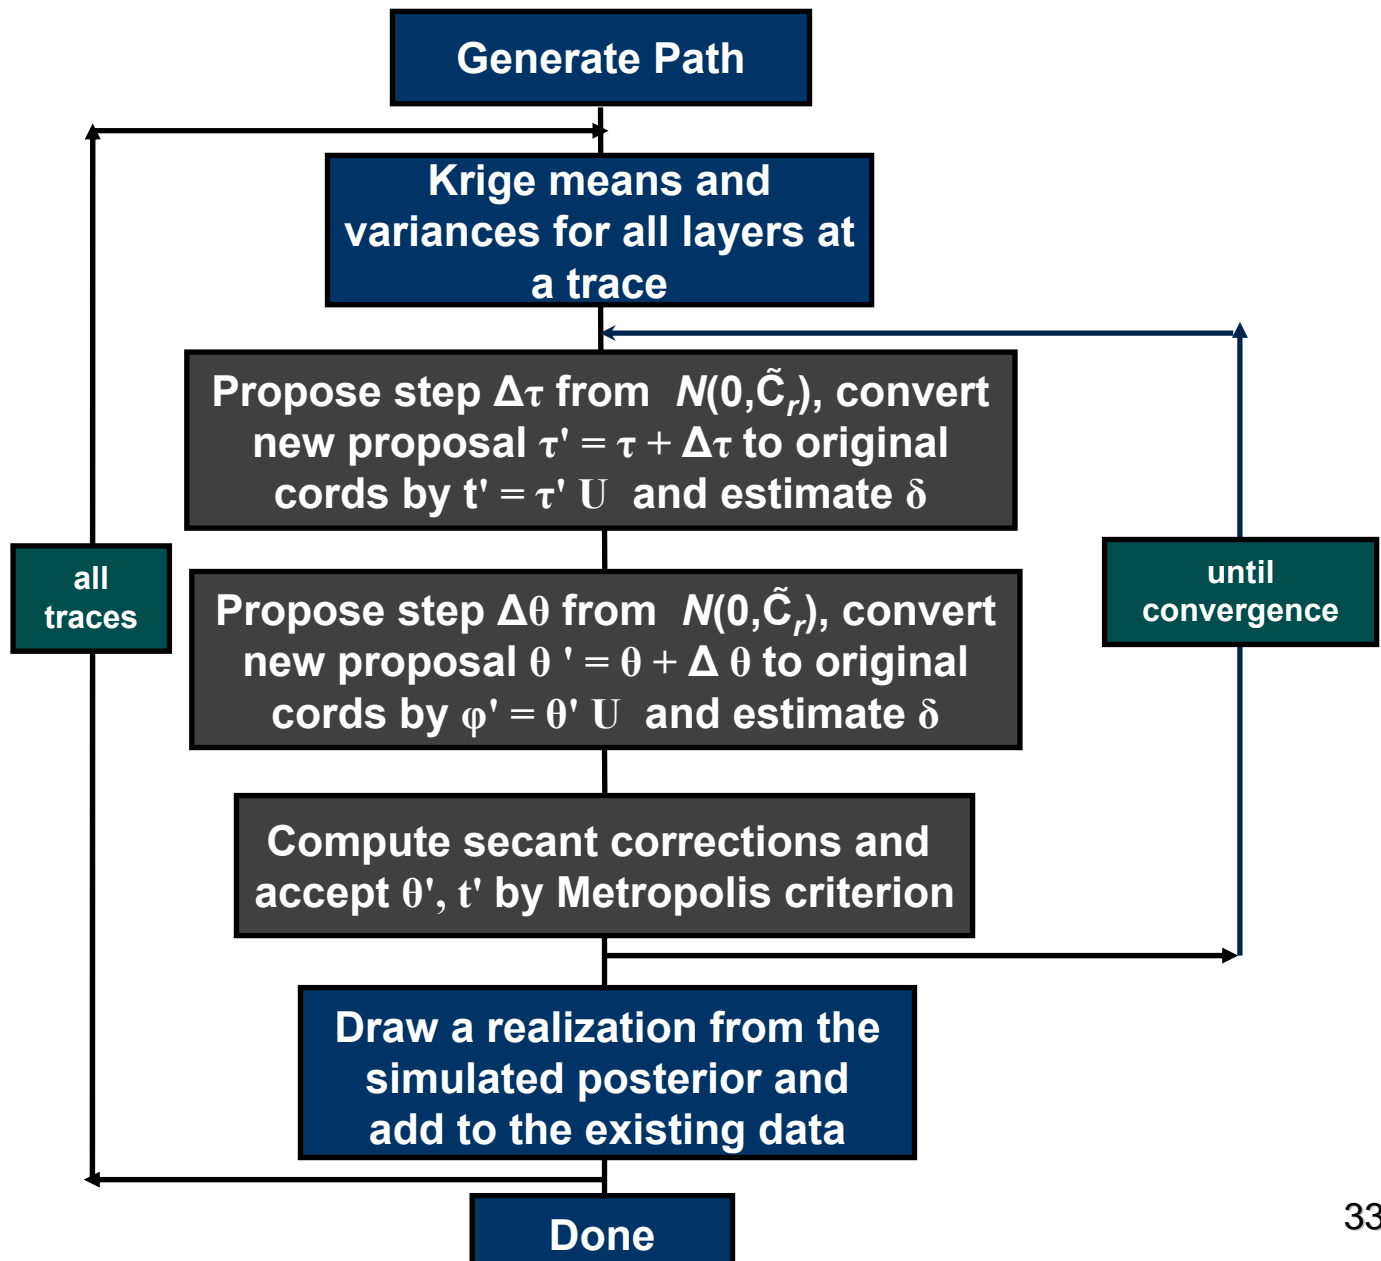 Generate Path
Krige means and
variances for all layers at
a trace
Propose step Δτ from N(0,C̃r), convert
new proposal τ' = τ + Δτ to original
cords by t' = τ' U and estimate δ
all
traces
until
convergence
Propose step Δθ from N(0,C̃r), convert
new proposal θ ' = θ + Δ θ to original
cords by φ' = θ' U and estimate δ
Compute secant corrections and
accept θ', t' by Metropolis criterion
Draw a realization from the
simulated posterior and
add to the existing data
Done
33